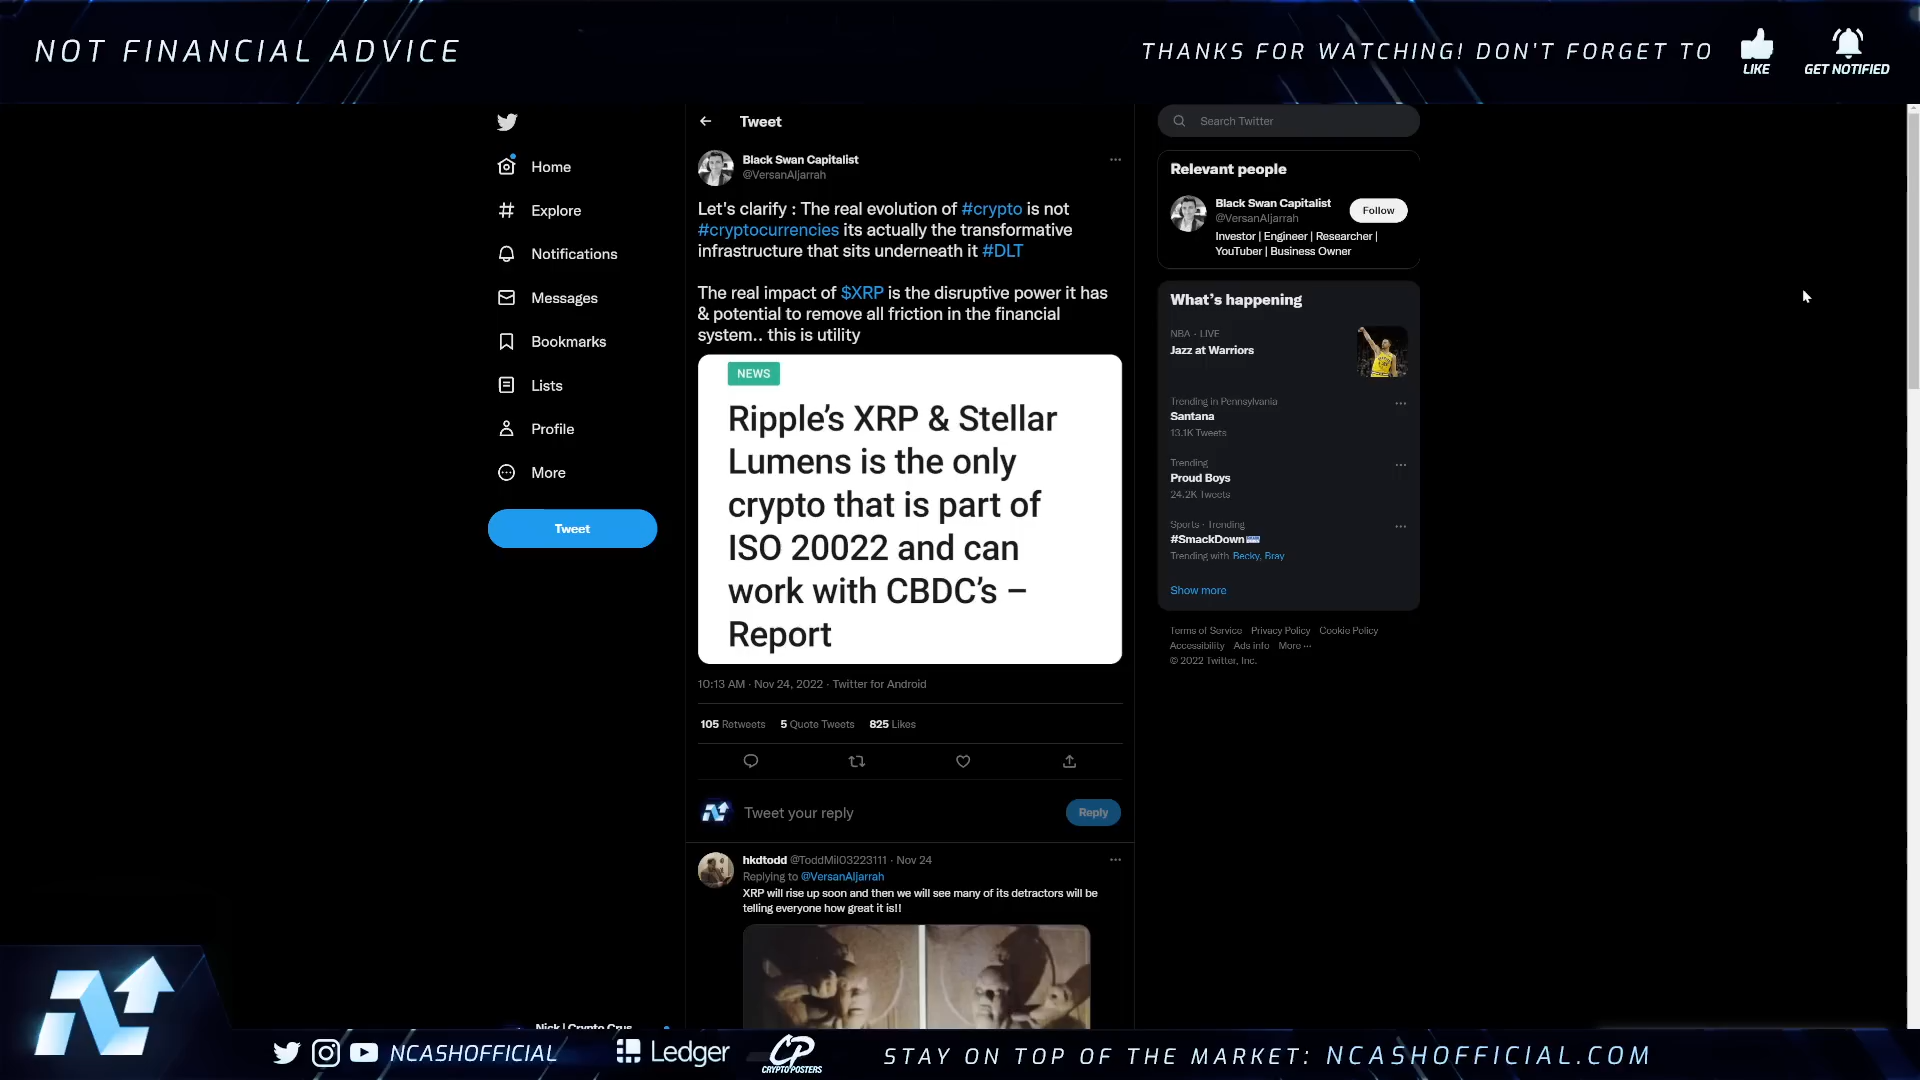 NOT FINANCIAL ADVICE
THANKS FOR WATCHING! DON'T FORGET TO
LIKE
GET NOTIFIED
Home
Explore
Notifications
Messages
Bookmarks
Lists
Profile
More
Tweet
Tweet
Black Swan Capitalist
@VersanAljarrah
Let's clarify : The real evolution of #crypto is not
#cryptocurrencies its actually the transformative
infrastructure that sits underneath it #DLT
The real impact of $XRP is the disruptive power it has
& potential to remove all friction in the financial
system.. this is utility
NEWS
Ripple's XRP & Stellar
Lumens is the only
crypto that is part of
ISO 20022 and can
work with CBDC's –
Report
10:13 AM · Nov 24, 2022 · Twitter for Android
105 Retweets 5 Quote Tweets 825 Likes
Tweet your reply
Reply
hkdtodd @ToddMil03223111 · Nov 24
Replying to @VersanAljarrah
XRP will rise up soon and then we will see many of its detractors will be
telling everyone how great it is!!
Search Twitter
Relevant people
Black Swan Capitalist
@VersanAljarrah
Follow
Investor | Engineer | Researcher |
YouTuber | Business Owner
What's happening
NBA · LIVE
Jazz at Warriors
Trending in Pennsylvania
Santana
13.1K Tweets
Trending
Proud Boys
24.2K Tweets
Sports · Trending
#SmackDown
Trending with Becky, Bray
Show more
Terms of Service Privacy Policy Cookie Policy
Accessibility Ads info More ···
© 2022 Twitter, Inc.
Nick | Crypto Crus
NCASHOFFICIAL
Ledger
CP
CRYPTOPOSTERS
STAY ON TOP OF THE MARKET: NCASHOFFICIAL.COM